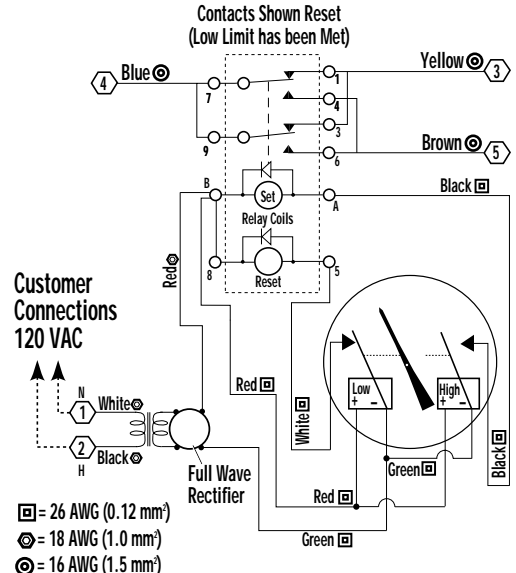 Contacts Shown Reset
(Low Limit has been Met)
Blue
Yellow
4
3
7
1
4
3
9
6
Brown
5
Black
B
Set
A
Relay Coils
8
Reset
5
Red
Customer
Connections
120 VAC
N
1
White
2
Black
H
Full Wave
Rectifier
Red
White
Low
+ -
High
+ -
Black
Green
Red
Green
= 26 AWG (0.12 mm²)
= 18 AWG (1.0 mm²)
= 16 AWG (1.5 mm²)